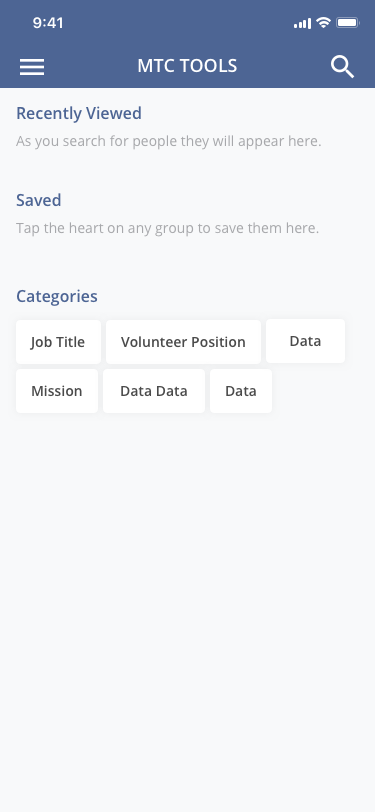 9:41
MTC TOOLS
Recently Viewed
As you search for people they will appear here.
Saved
Tap the heart on any group to save them here.
Categories
Job Title Volunteer Position Data
Mission Data Data Data